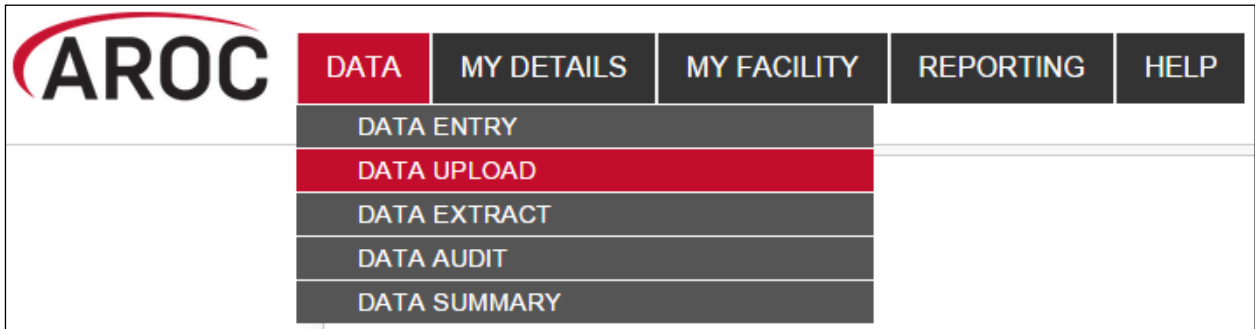 AROC DATA MY DETAILS MY FACILITY REPORTING HELP
DATA ENTRY
DATA UPLOAD
DATA EXTRACT
DATA AUDIT
DATA SUMMARY